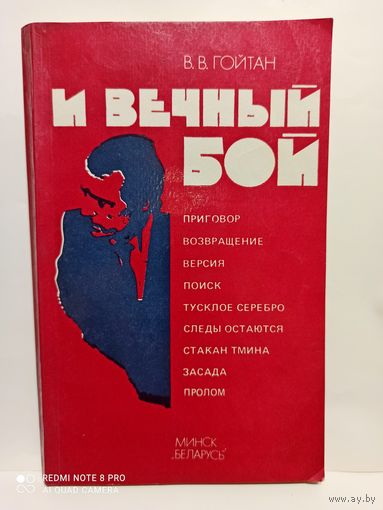 В. В. ГОЙТАН
И ВЕЧНЫЙ
БОЙ
ПРИГОВОР
ВОЗВРАЩЕНИЕ
ВЕРСИЯ
ПОИСК
ТУСКЛОЕ СЕРЕБРО
СЛЕДЫ ОСТАЮТСЯ
СТАКАН ТМИНА
ЗАСАДА
ПРОЛОМ
МИНСК
„БЕЛАРУСЬ"
REDMI NOTE 8 PRO
AI QUAD CAMERA
www.ay.by